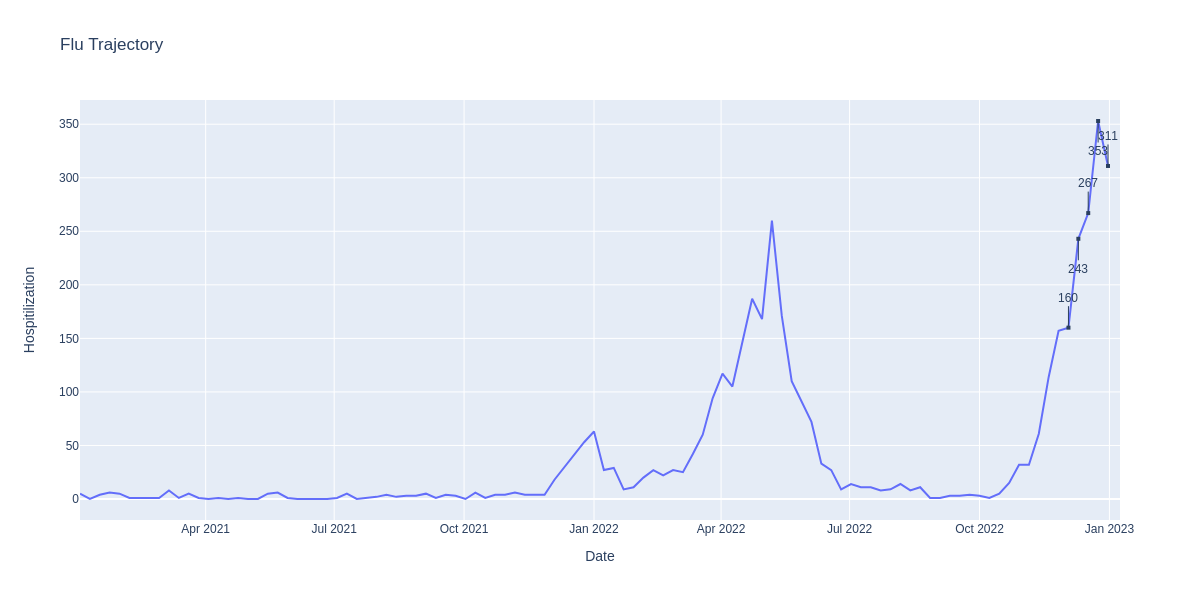 Flu Trajectory
Hospitilization
350
300
250
200
150
100
50
0
311
353
267
243
160
Apr 2021
Jul 2021
Oct 2021
Jan 2022
Apr 2022
Jul 2022
Oct 2022
Jan 2023
Date